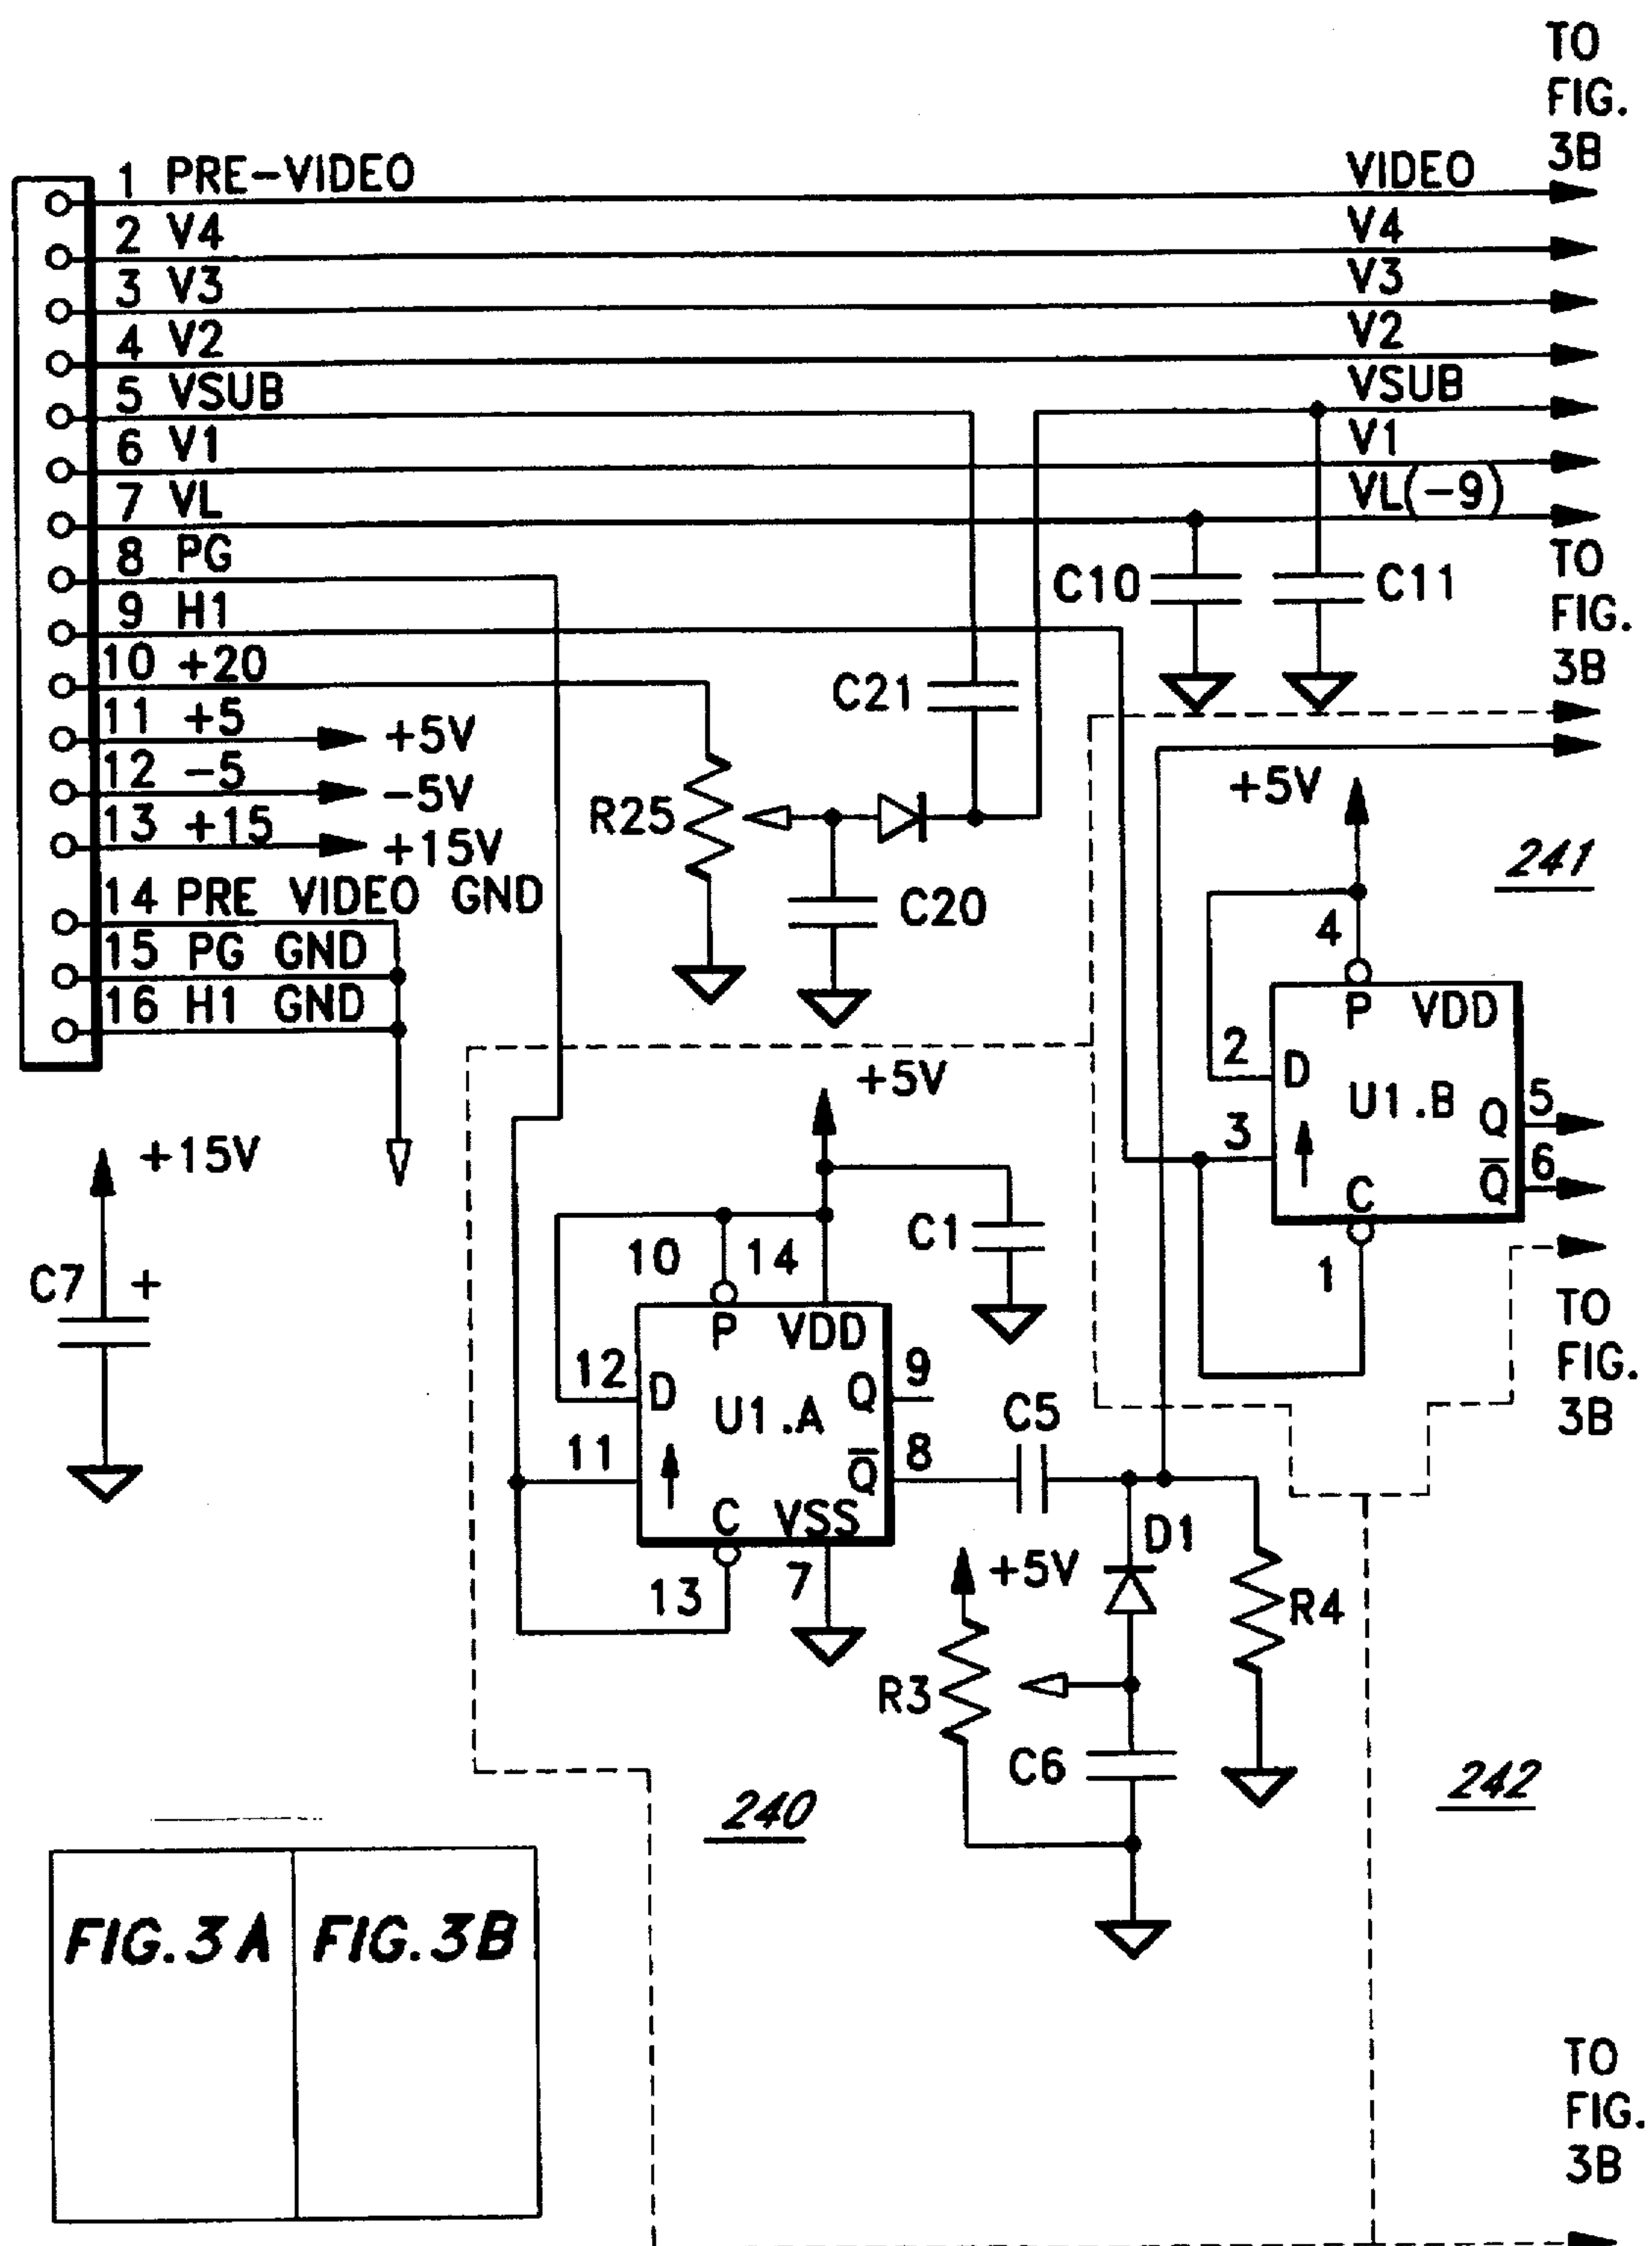 TO
FIG.
3B
1 PRE-VIDEO VIDEO
2 V4 V4
3 V3 V3
4 V2 V2
5 VSUB VSUB
6 V1 V1
7 VL VL(-9)
8 PG
TO
FIG.
3B
C10 C11
9 H1
10 +20
C21
11 +5 +5V
12 -5 -5V
13 +15 +15V
R25
+5V
241
14 PRE VIDEO GND
C20
15 PG GND
16 H1 GND
4
P VDD
2 D
U1.B
Q 5
3
C
Q̅ 6
1
+5V
+15V
C7 +
10 14
C1
P VDD
12 D
U1.A
Q 9
11
Q̅ 8
C VSS
13 7
C5
TO
FIG.
3B
D1
+5V
R4
R3
C6
240
242
FIG.3A FIG.3B
TO
FIG.
3B